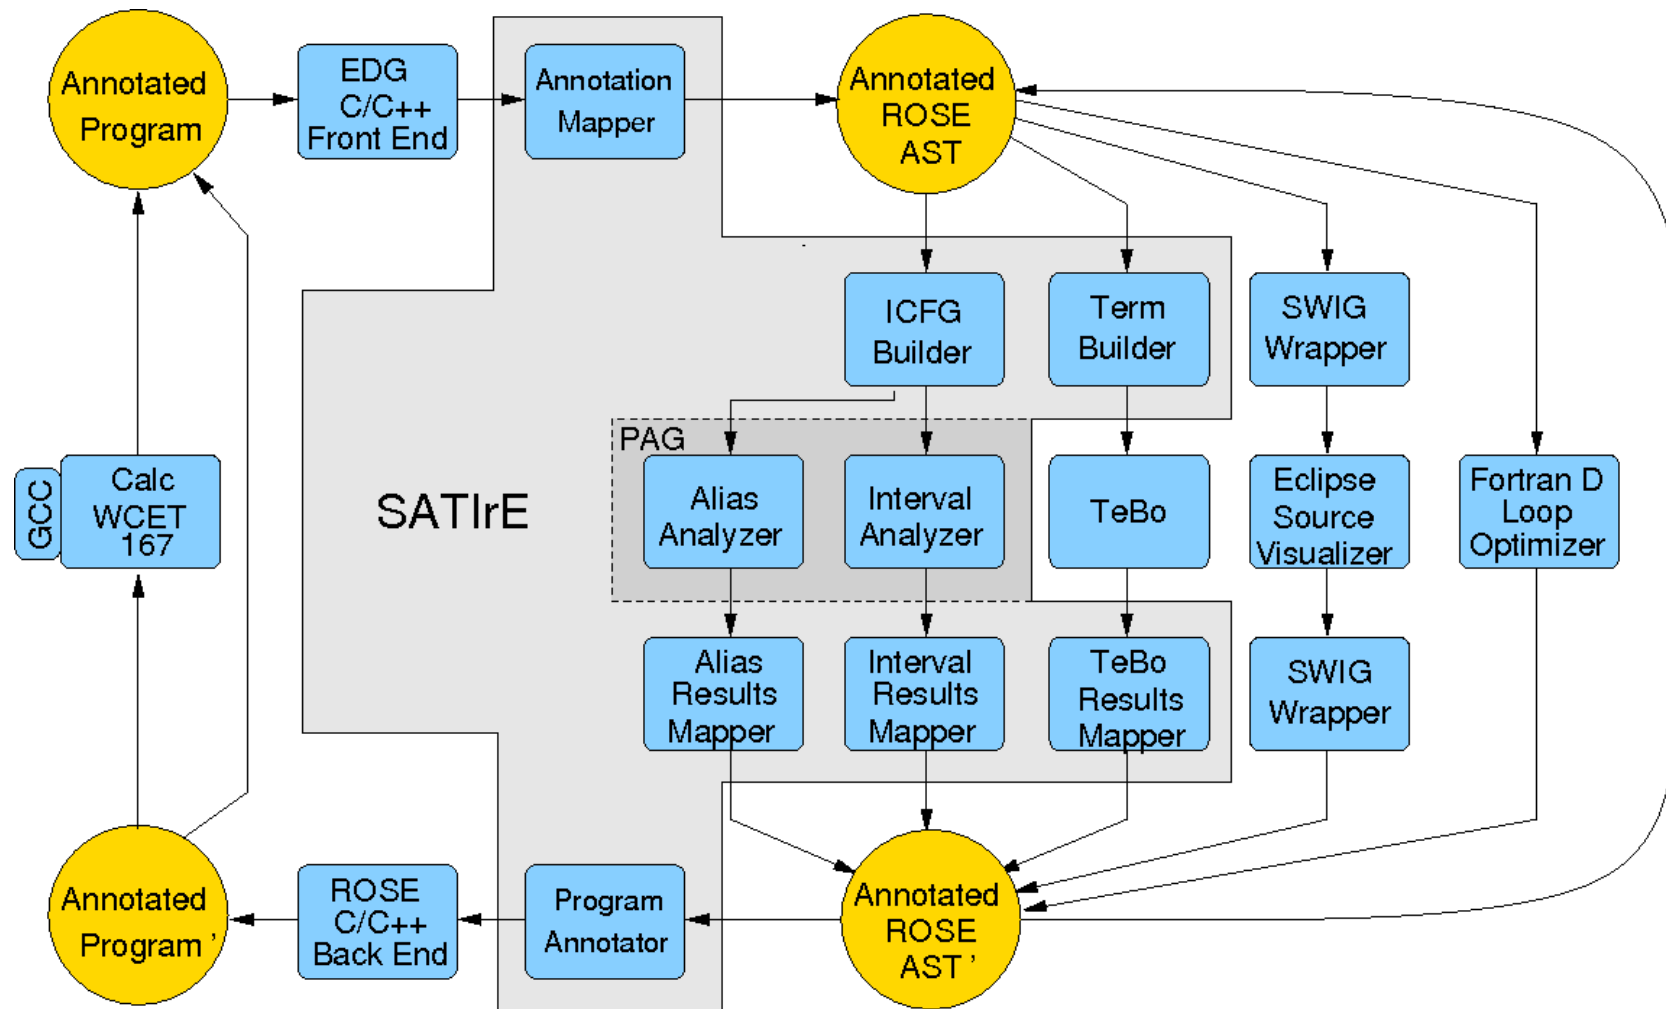 Annotated
Program
EDG
C/C++
Front End
Annotation
Mapper
Annotated
ROSE
AST
ICFG
Builder
Term
Builder
SWIG
Wrapper
PAG
GCC
Calc
WCET
167
SATIrE
Alias
Analyzer
Interval
Analyzer
TeBo
Eclipse
Source
Visualizer
Fortran D
Loop
Optimizer
Alias
Results
Mapper
Interval
Results
Mapper
TeBo
Results
Mapper
SWIG
Wrapper
Annotated
Program ’
ROSE
C/C++
Back End
Program
Annotator
Annotated
ROSE
AST ’